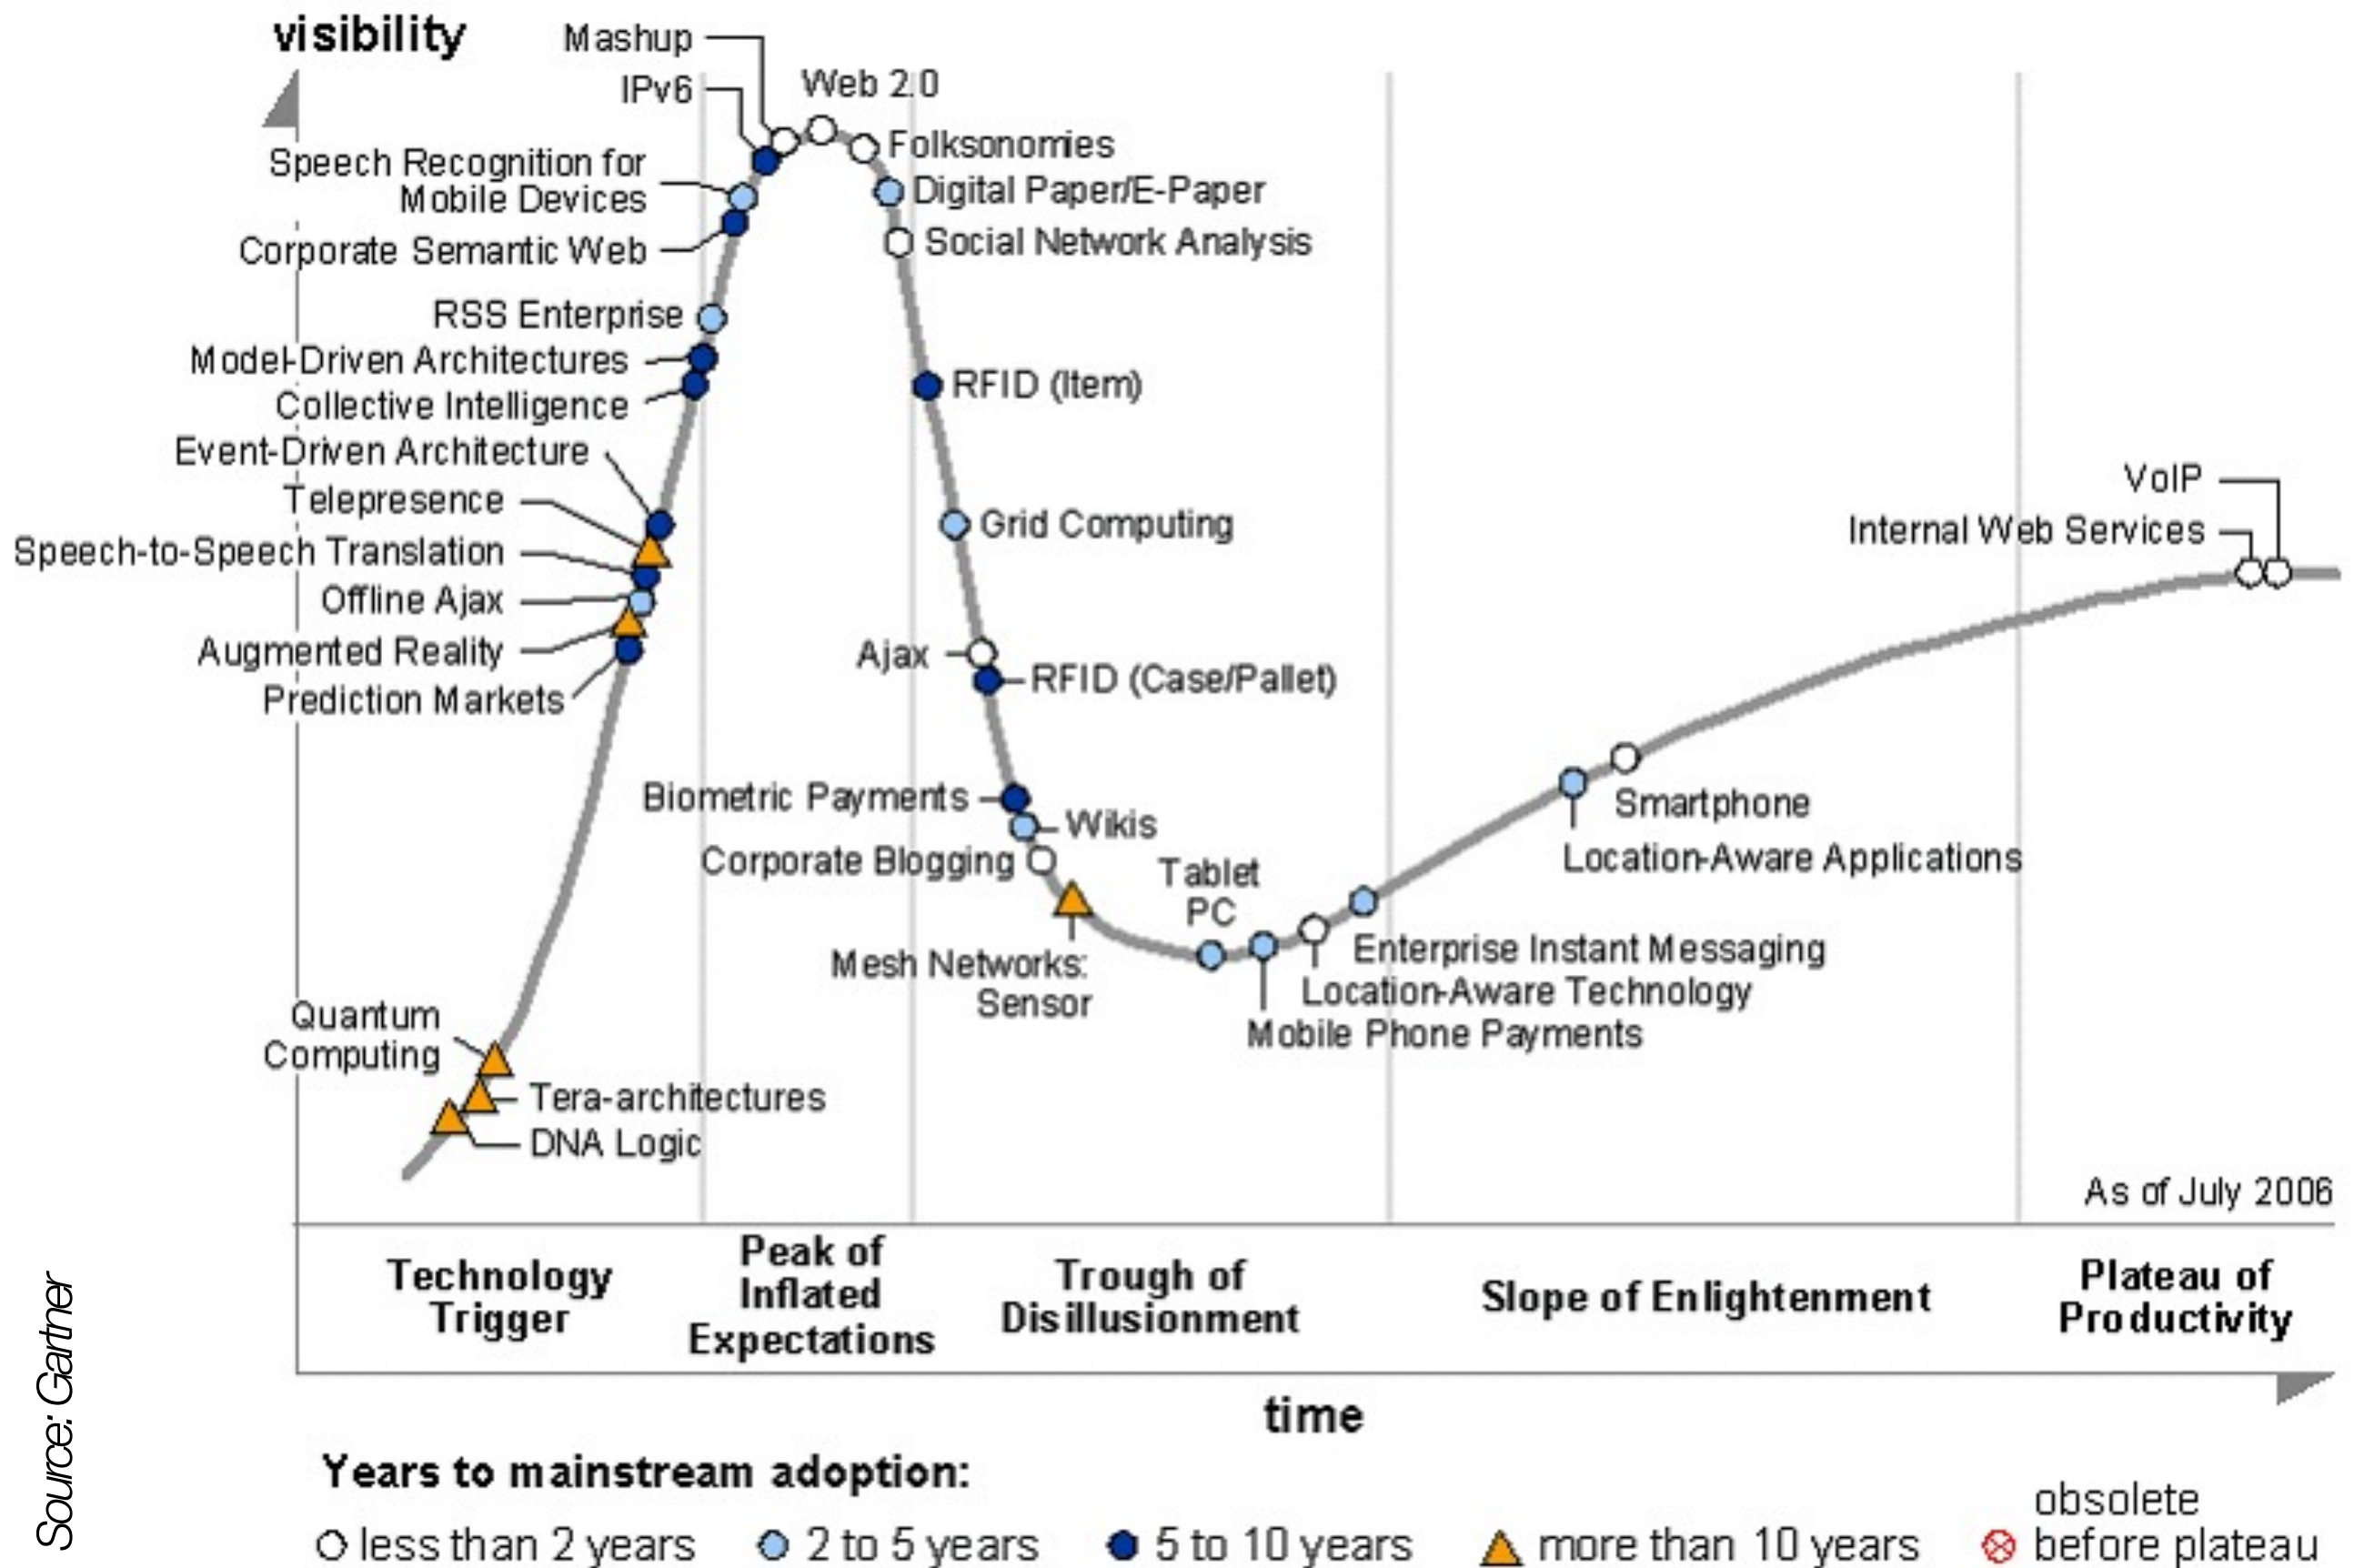 visibility
Mashup
IPv6
Web 2.0
Speech Recognition for
Mobile Devices
Folksonomies
Digital Paper/E-Paper
Corporate Semantic Web
Social Network Analysis
RSS Enterprise
Model-Driven Architectures
Collective Intelligence
RFID (Item)
Event-Driven Architecture
Telepresence
Speech-to-Speech Translation
Offline Ajax
Augmented Reality
Prediction Markets
Grid Computing
VoIP
Internal Web Services
Ajax
RFID (Case/Pallet)
Biometric Payments
Wikis
Corporate Blogging
Tablet
PC
Smartphone
Location-Aware Applications
Mesh Networks:
Sensor
Enterprise Instant Messaging
Location-Aware Technology
Mobile Phone Payments
Quantum
Computing
Tera-architectures
DNA Logic
As of July 2006
Technology
Trigger
Peak of
Inflated
Expectations
Trough of
Disillusionment
Slope of Enlightenment
Plateau of
Productivity
time
Source: Gartner
Years to mainstream adoption:
less than 2 years
2 to 5 years
5 to 10 years
more than 10 years
obsolete
before plateau